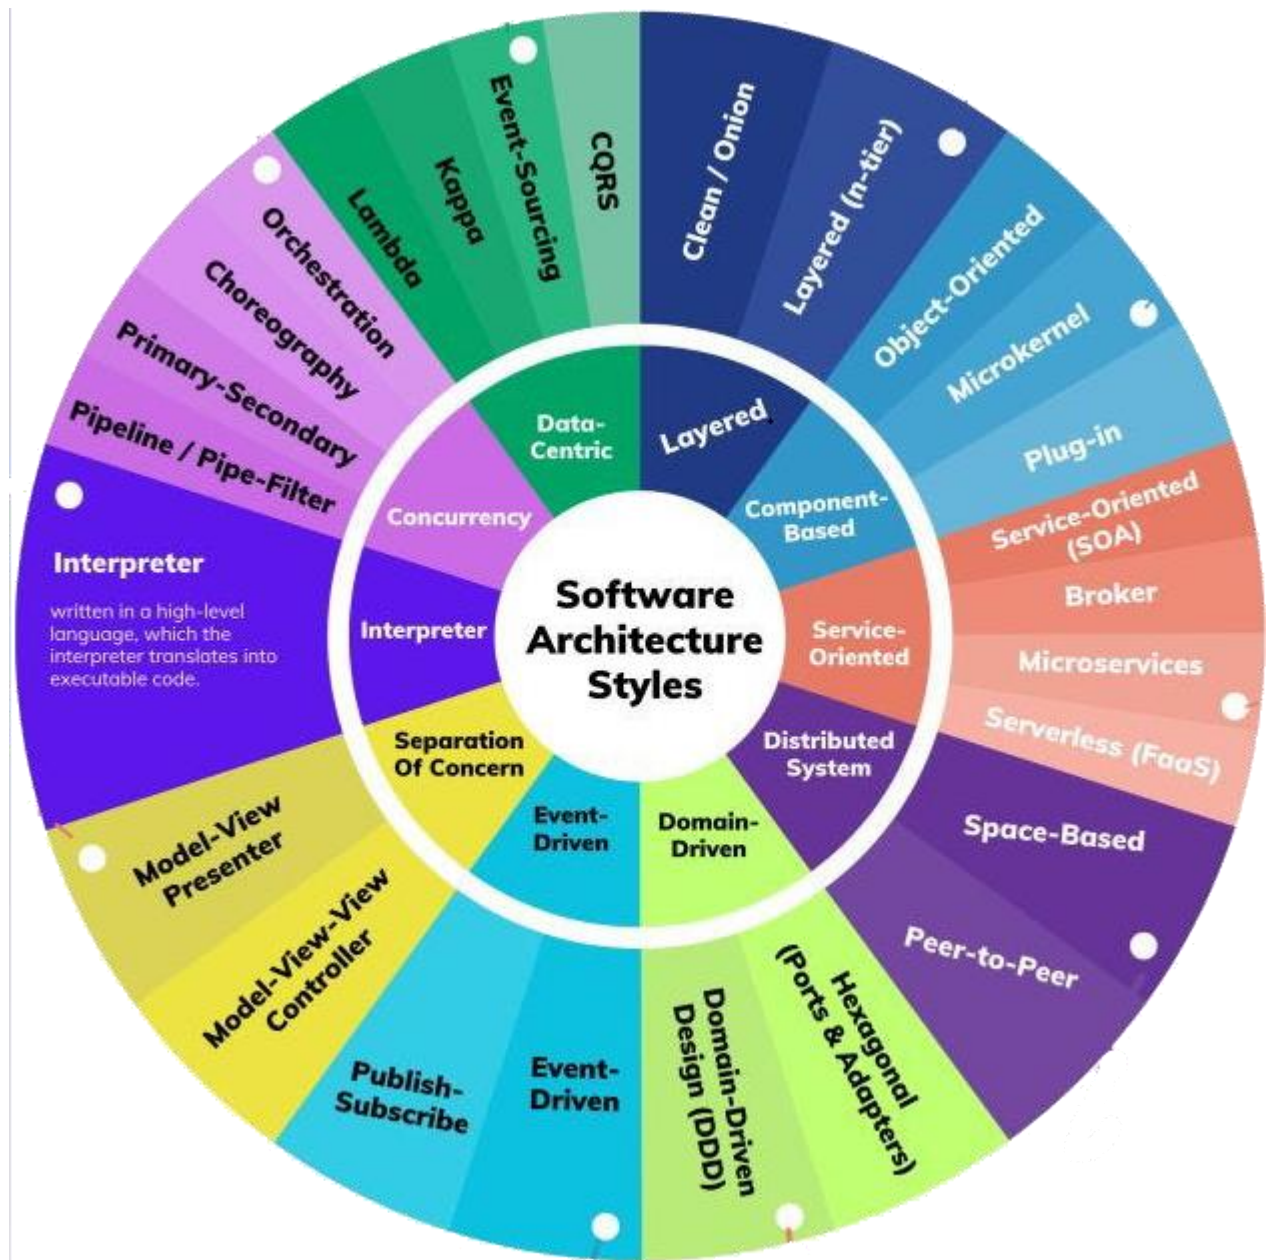 Software
Architecture
Styles
Layered
Component-
Based
Service-
Oriented
Distributed
System
Domain-
Driven
Event-
Driven
Separation
Of Concern
Interpreter
Concurrency
Data-
Centric
Clean / Onion
Layered (n-tier)
Object-Oriented
Microkernel
Plug-in
Service-Oriented
(SOA)
Broker
Microservices
Serverless (FaaS)
Space-Based
Peer-to-Peer
Hexagonal
(Ports & Adapters)
Domain-Driven
Design (DDD)
Event-
Driven
Publish-
Subscribe
Model-View-View
Controller
Model-View
Presenter
Interpreter
written in a high-level
language, which the
interpreter translates into
executable code.
Pipeline / Pipe-Filter
Primary-Secondary
Choreography
Orchestration
Lambda
Kappa
Event-Sourcing
CQRS